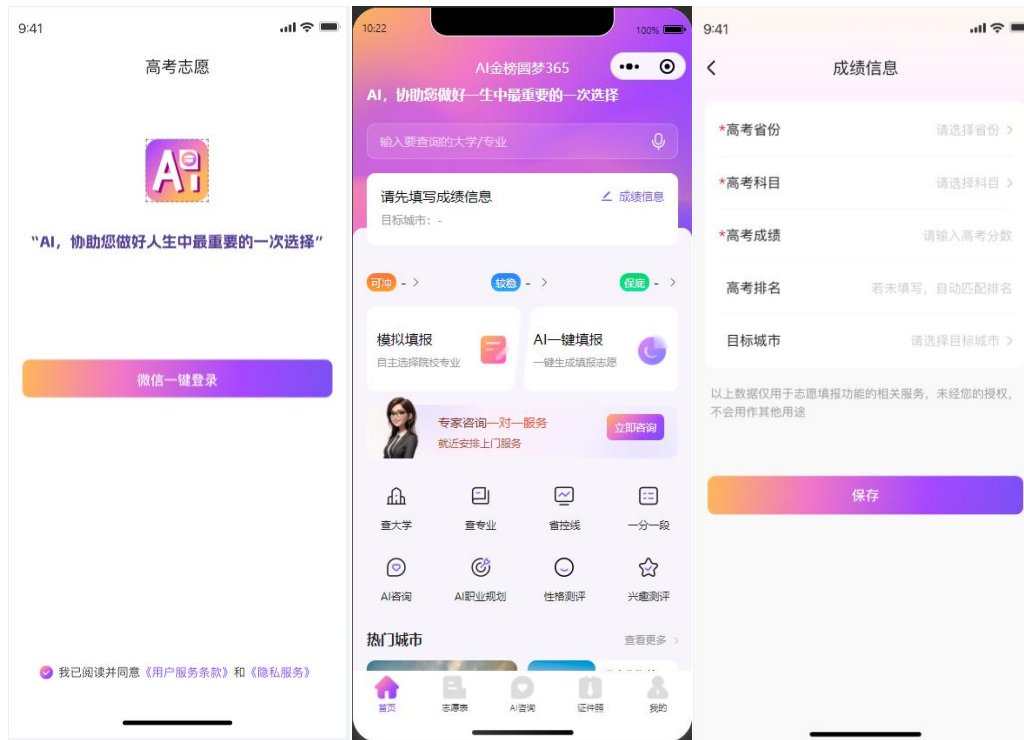 9:41
高考志愿
Ai
“AI，协助您做好人生中最重要的一次选择”
微信一键登录
我已阅读并同意《用户服务条款》和《隐私服务》
10:22
100%
AI金榜圆梦365
AI，协助您做好一生中最重要的一次选择
输入要查询的大学/专业
请先填写成绩信息
成绩信息
目标城市：-
可冲 - >
较稳 - >
保底 - >
模拟填报
自主选择院校专业
AI一键填报
一键生成填报志愿
专家咨询一对一服务
就近安排上门服务
立即咨询
查大学
查专业
省控线
一分一段
AI咨询
AI职业规划
性格测评
兴趣测评
热门城市
查看更多 >
首页
志愿表
AI咨询
证件照
我的
9:41
成绩信息
*高考省份
请选择省份 >
*高考科目
请选择科目 >
*高考成绩
请输入高考分数
高考排名
若未填写，自动匹配排名
目标城市
请选择目标城市 >
以上数据仅用于志愿填报功能的相关服务，未经您的授权，
不会用作其他用途
保存